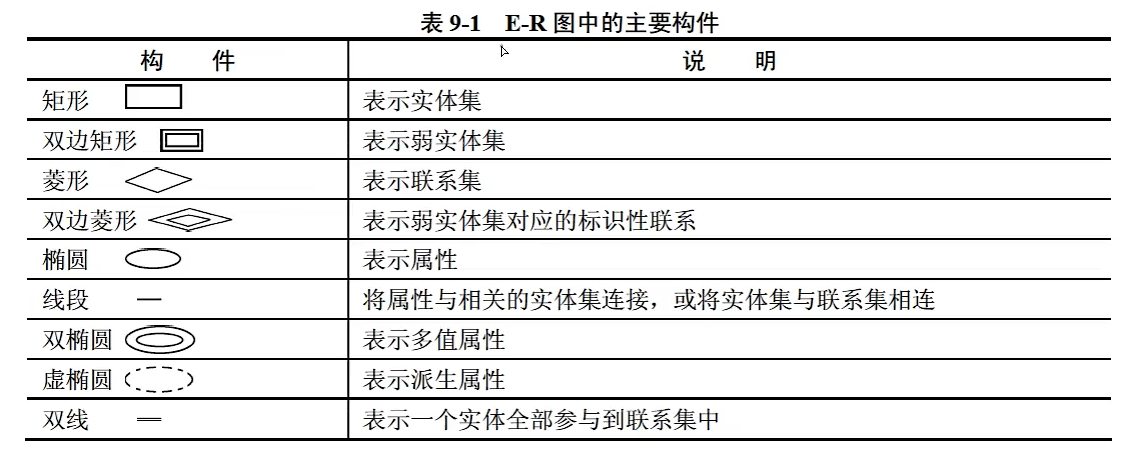 表 9-1 E-R 图中的主要构件
构 件 说 明
矩形 表示实体集
双边矩形 表示弱实体集
菱形 表示联系集
双边菱形 表示弱实体集对应的标识性联系
椭圆 表示属性
线段 将属性与相关的实体集连接，或将实体集与联系集相连
双椭圆 表示多值属性
虚椭圆 表示派生属性
双线 表示一个实体全部参与到联系集中